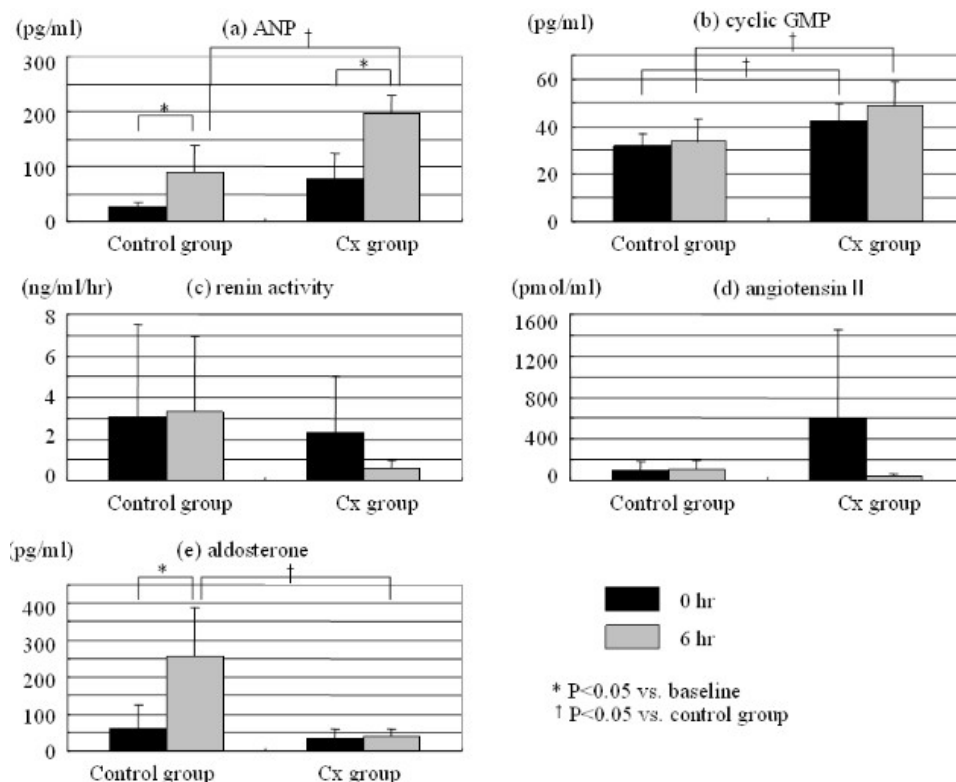 (pg/ml) (a) ANP †
300
200
100
0
* *
Control group Cx group
(pg/ml) (b) cyclic GMP
60
40
20
0
† †
Control group Cx group
(ng/ml/hr) (c) renin activity
8
6
4
2
0
Control group Cx group
(pmol/ml) (d) angiotensin II
1600
1200
800
400
0
Control group Cx group
(pg/ml) (e) aldosterone
400
300
200
100
0
* †
Control group Cx group
0 hr
6 hr
* P<0.05 vs. baseline
† P<0.05 vs. control group